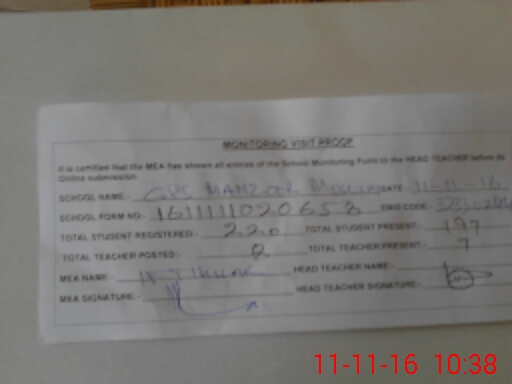 MONITORING VISIT PROOF
It is certified that the MEA has shown all entries of the School Monitoring Form to the HEAD TEACHER before its
Online submission.
SCHOOL NAME:- GPS MANZOOR DATE 11-11-16
SCHOOL FORM NO:- EMIS CODE:-
TOTAL STUDENT REGISTERED:- 220 TOTAL STUDENT PRESENT:- 197
TOTAL TEACHER POSTED:- 8 TOTAL TEACHER PRESENT:- 7
MEA NAME:- HEAD TEACHER NAME:-
MEA SIGNATURE:- HEAD TEACHER SIGNATURE:-
11-11-16 10:38